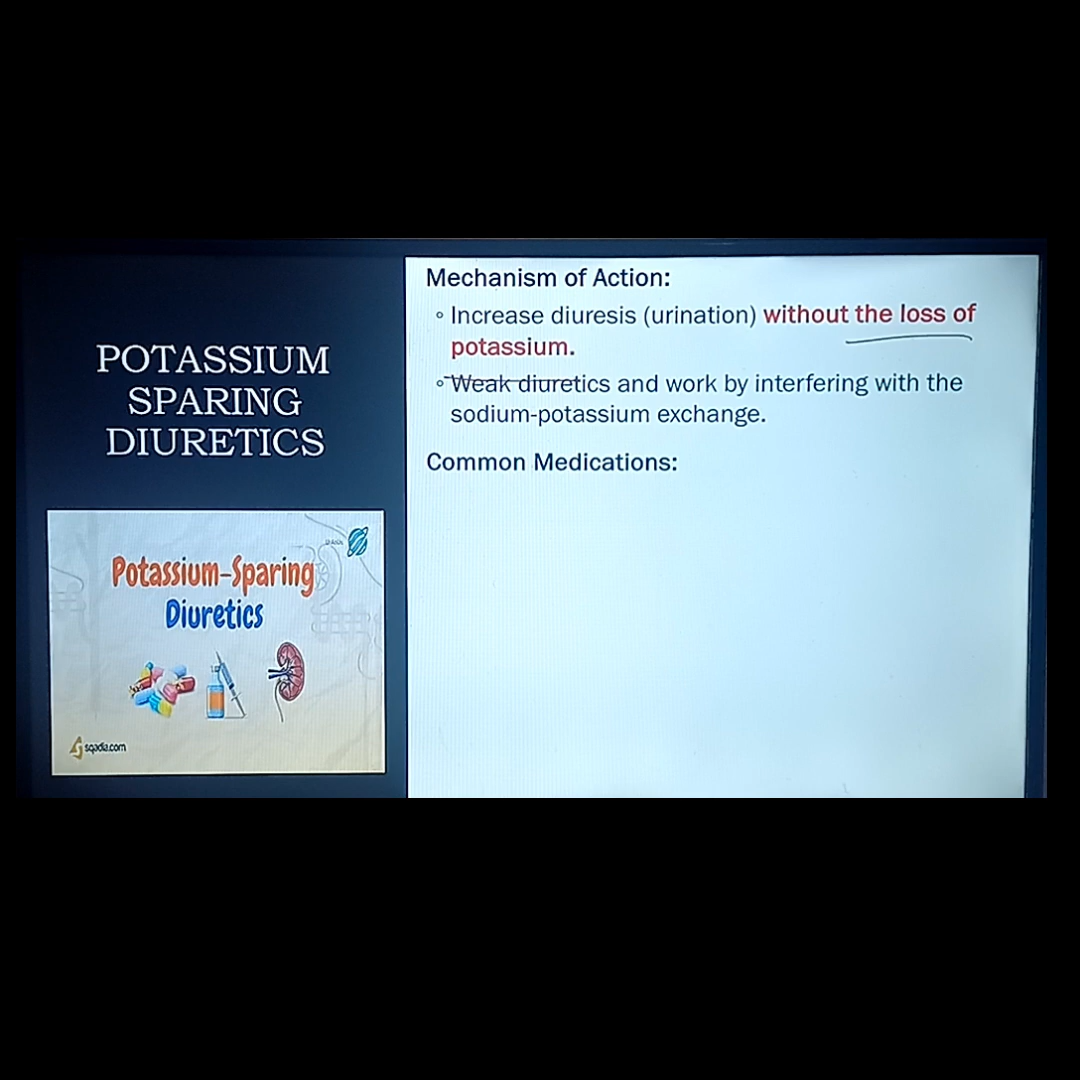 POTASSIUM
SPARING
DIURETICS
Potassium-Sparing
Diuretics
sqadia.com
Mechanism of Action:
◦ Increase diuresis (urination) without the loss of
potassium.
◦ Weak diuretics and work by interfering with the
sodium-potassium exchange.
Common Medications: